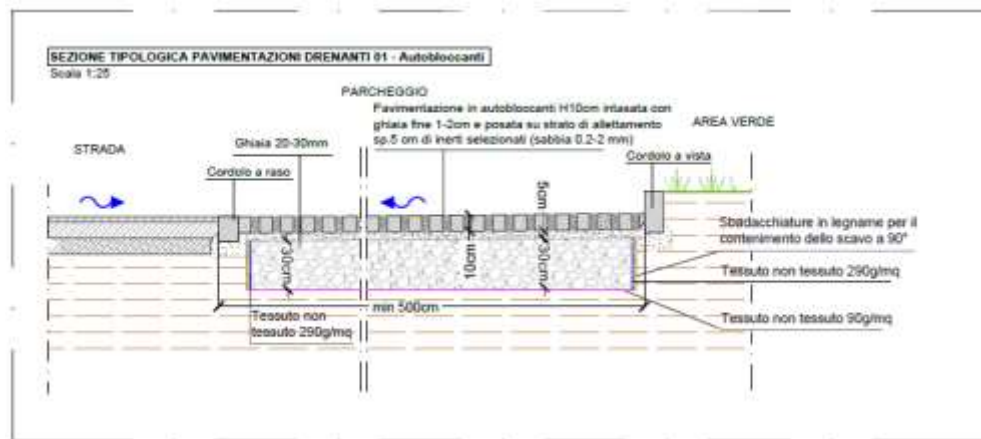 SEZIONE TIPOLOGICA PAVIMENTAZIONI DRENANTI 01 - Autobloccanti
Scala 1:25
PARCHEGGIO
Pavimentazione in autobloccanti H10cm intasata con
ghiaia fine 1-2cm e posata su strato di allettamento
sp.5 cm di inerti selezionati (sabbia 0.2-2 mm)
AREA VERDE
STRADA
Ghiaia 20-30mm
Cordolo a vista
Cordolo a raso
5cm
Sbadacchiature in legname per il
contenimento dello scavo a 90°
30cm
10cm
30cm
Tessuto non tessuto 290g/mq
min 500cm
Tessuto non
tessuto 290g/mq
Tessuto non tessuto 90g/mq